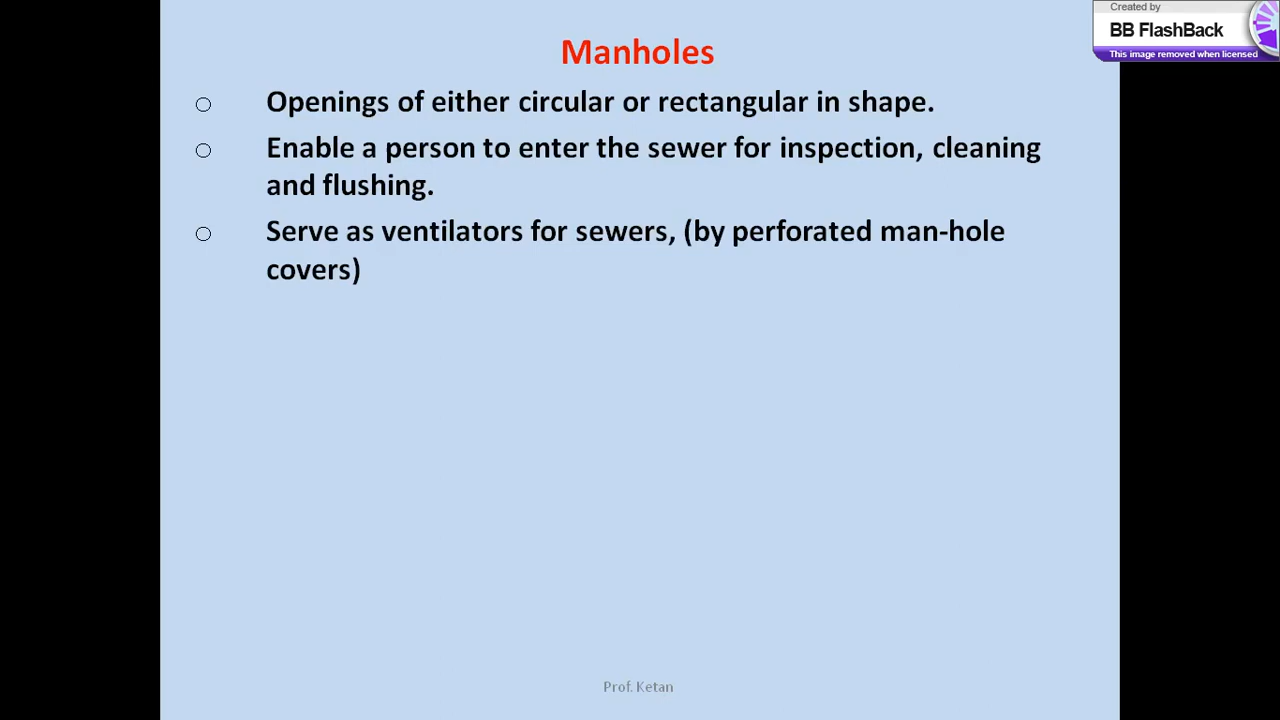 Created by
BB FlashBack
This image removed when licensed
Manholes
o Openings of either circular or rectangular in shape.
o Enable a person to enter the sewer for inspection, cleaning
and flushing.
o Serve as ventilators for sewers, (by perforated man-hole
covers)
Prof. Ketan